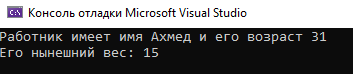 Консоль отладки Microsoft Visual Studio
Работник имеет имя Ахмед и его возраст 31
Его нынешний вес: 15